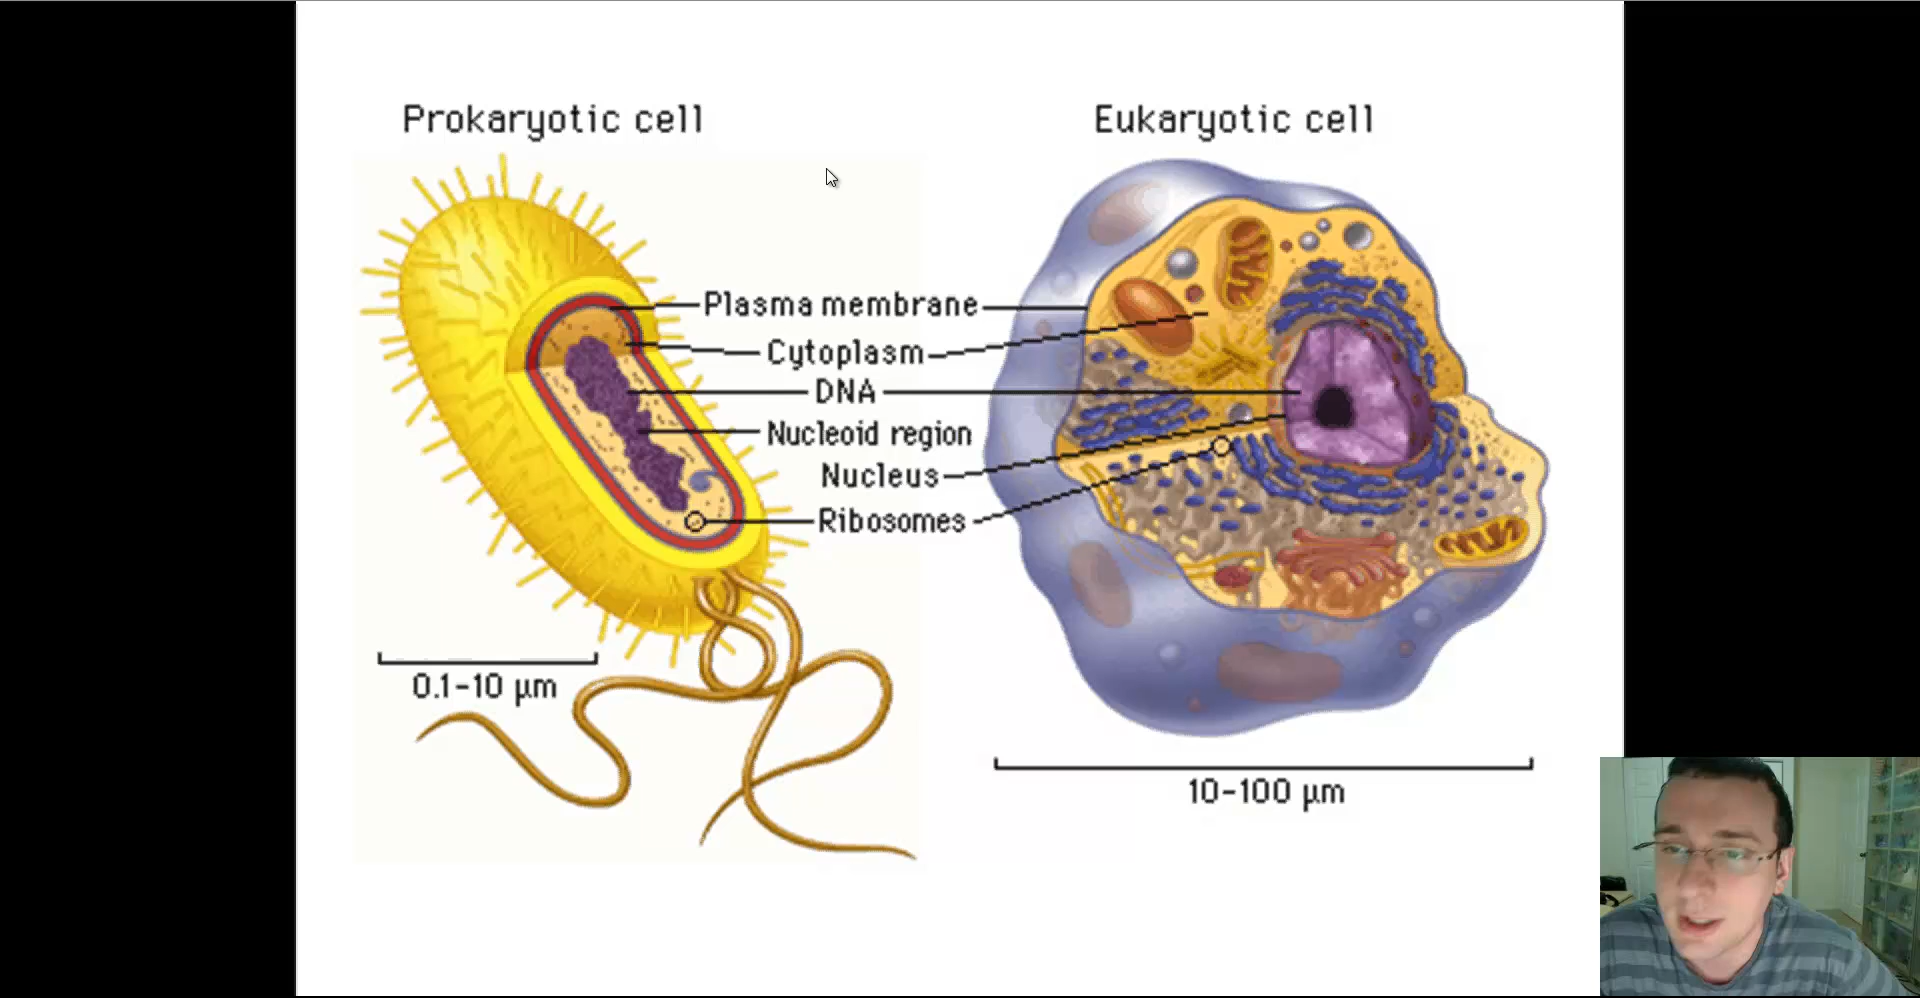 Prokaryotic cell
Eukaryotic cell
Plasma membrane
Cytoplasm
DNA
Nucleoid region
Nucleus
Ribosomes
0.1-10 µm
10-100 µm